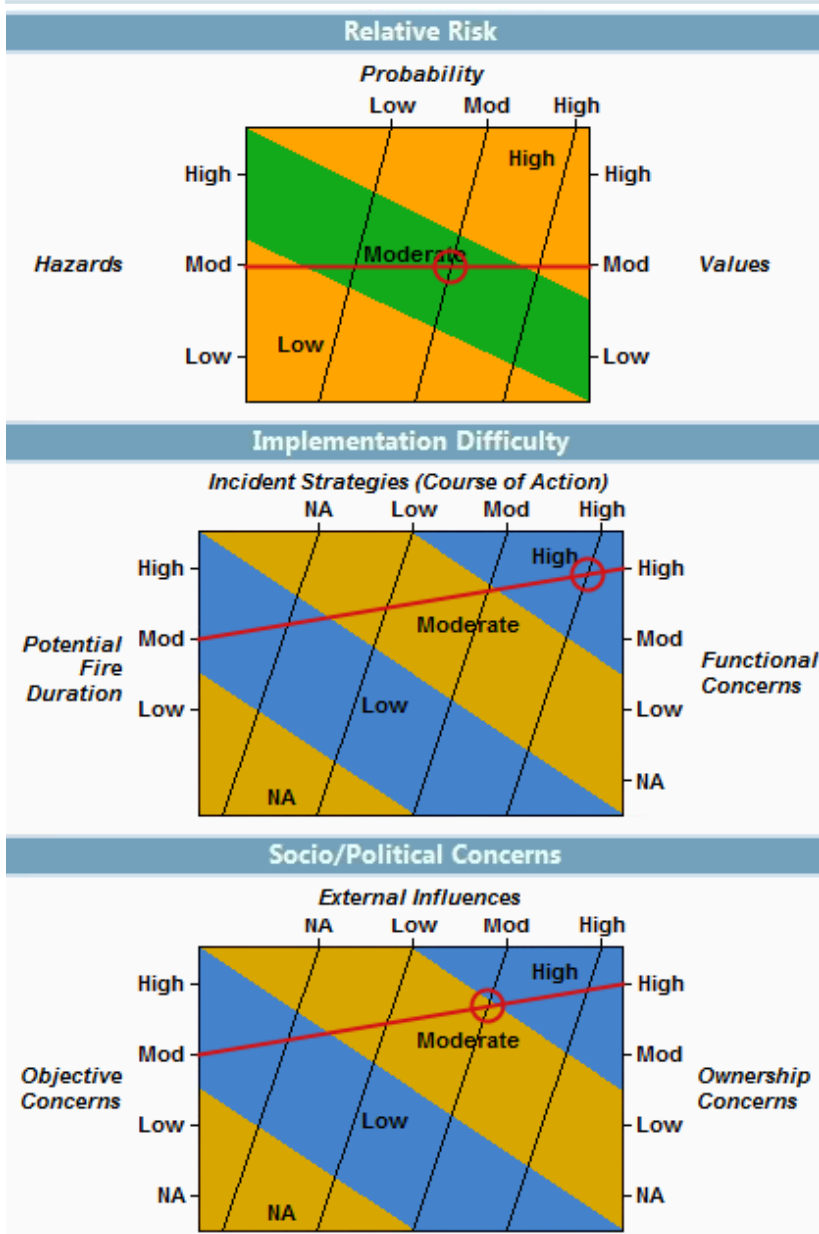 Relative Risk
Probability
Low Mod High
High
High High
Hazards Mod Moderate Mod Values
Low
Low Low
Implementation Difficulty
Incident Strategies (Course of Action)
NA Low Mod High
High High High
Moderate
Potential
Fire
Duration
Mod Mod
Functional
Concerns
Low Low Low
NA NA
Socio/Political Concerns
External Influences
NA Low Mod High
High High High
Moderate
Mod Mod
Objective
Concerns
Ownership
Concerns
Low Low Low
NA NA
NA